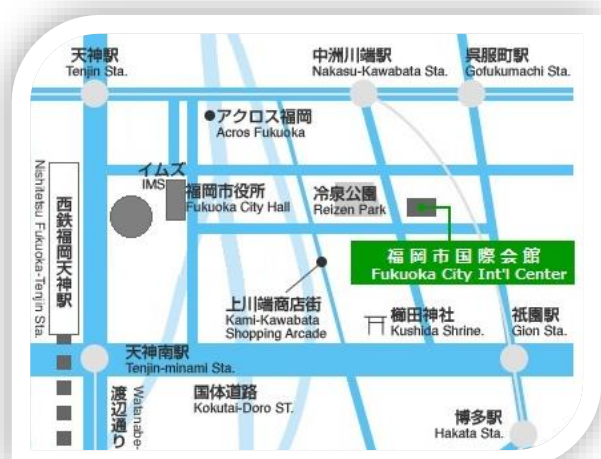 天神駅
Tenjin Sta.
中洲川端駅
Nakasu-Kawabata Sta.
呉服町駅
Gofukumachi Sta.
アクロス福岡
Acros Fukuoka
イムズ
IMS
福岡市役所
Fukuoka City Hall
冷泉公園
Reizen Park
西鉄福岡天神駅
Nishitetsu Fukuoka-Tenjin Sta.
福岡市国際会館
Fukuoka City Int'l Center
上川端商店街
Kami-Kawabata
Shopping Arcade
櫛田神社
Kushida Shrine.
祇園駅
Gion Sta.
天神南駅
Tenjin-minami Sta.
渡辺通り
Watanabe-
国体道路
Kokutai-Doro ST.
博多駅
Hakata Sta.